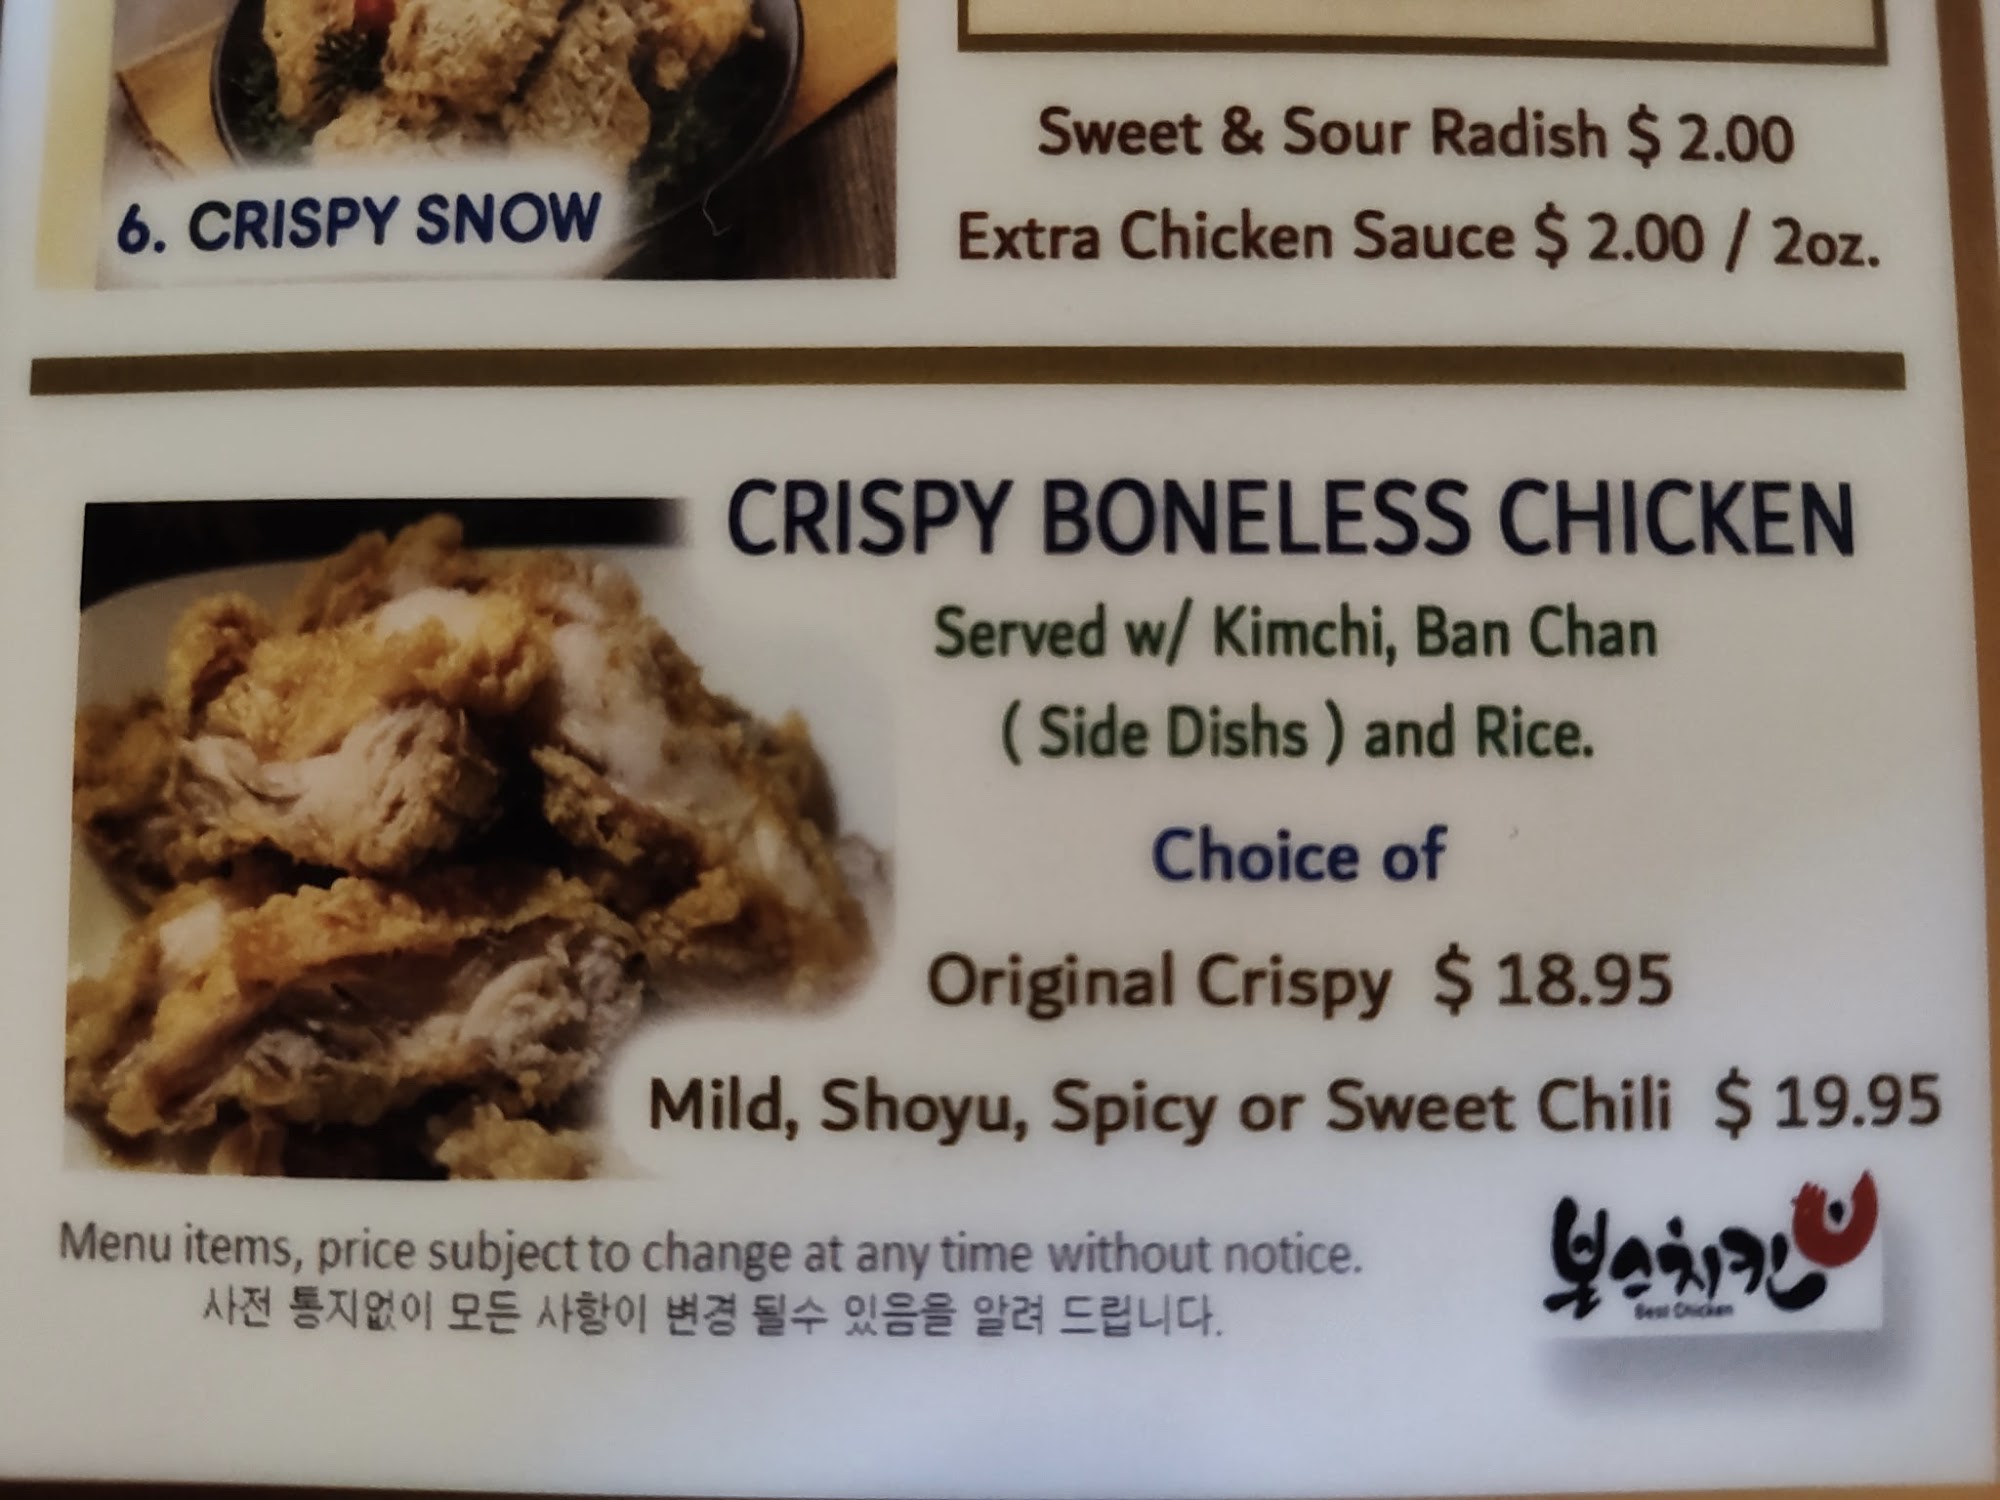 6. CRISPY SNOW
Sweet & Sour Radish $ 2.00
Extra Chicken Sauce $ 2.00 / 2oz.
CRISPY BONELESS CHICKEN
Served w/ Kimchi, Ban Chan
( Side Dishs ) and Rice.
Choice of
Original Crispy $ 18.95
Mild, Shoyu, Spicy or Sweet Chili $ 19.95
Menu items, price subject to change at any time without notice.
사전 통지없이 모든 사항이 변경 될수 있음을 알려 드립니다.
봉스치킨
Best Chicken